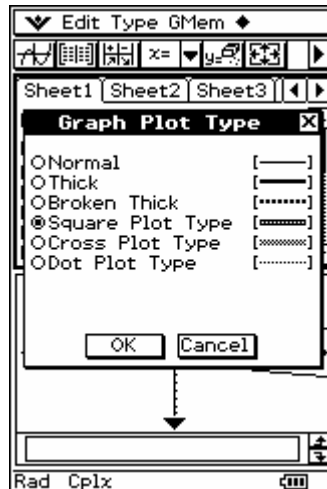 Edit Type GMem
x= y=
Sheet1 Sheet2 Sheet3
Graph Plot Type X
Normal
Thick
Broken Thick
Square Plot Type
Cross Plot Type
Dot Plot Type
OK Cancel
Rad Cplx